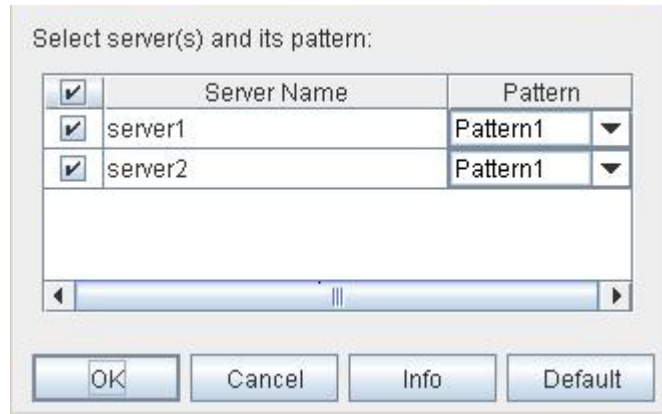 Select server(s) and its pattern:
Server Name Pattern
server1 Pattern1
server2 Pattern1
OK Cancel Info Default